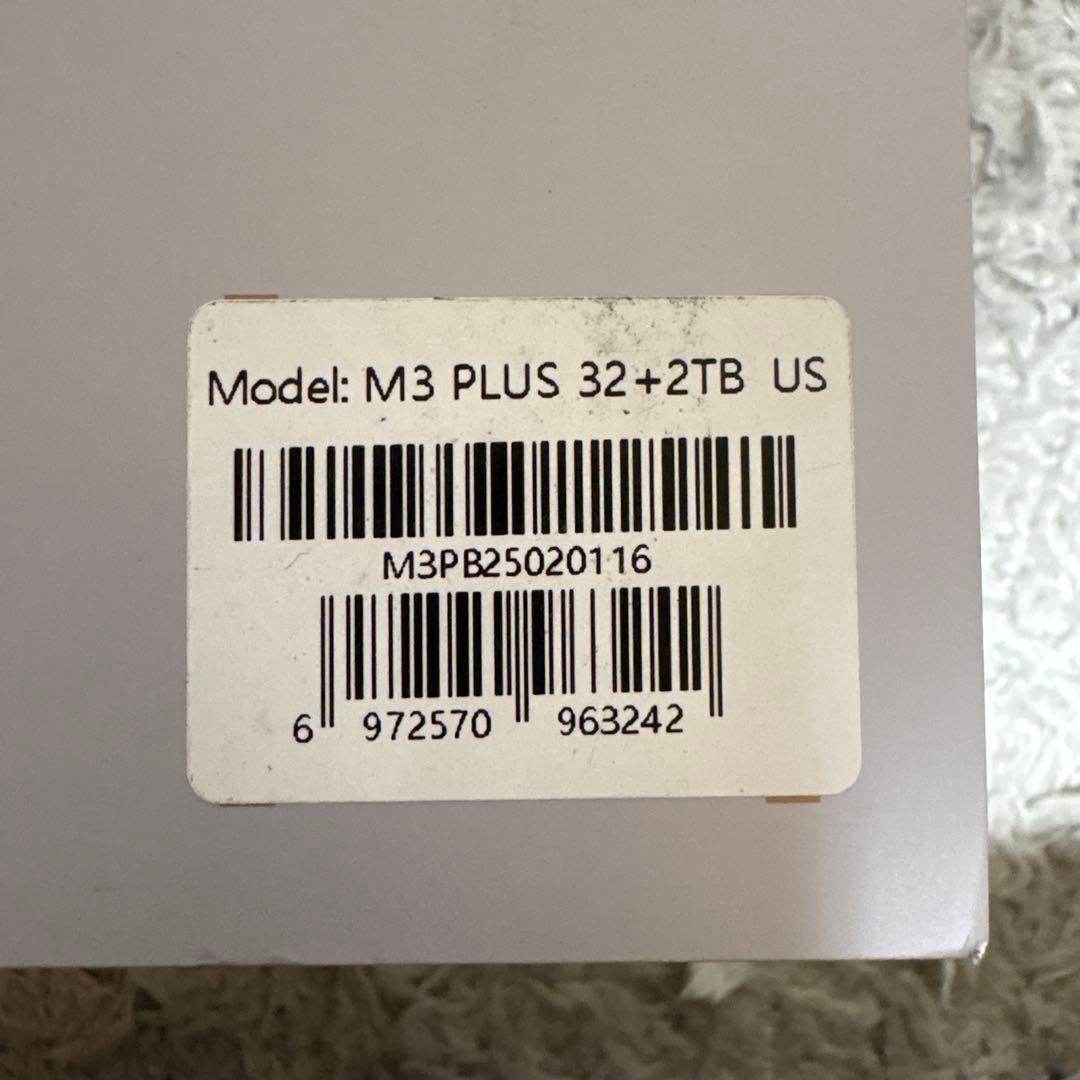 Model: M3 PLUS 32+2TB US
M3PB25020116
6 972570 963242